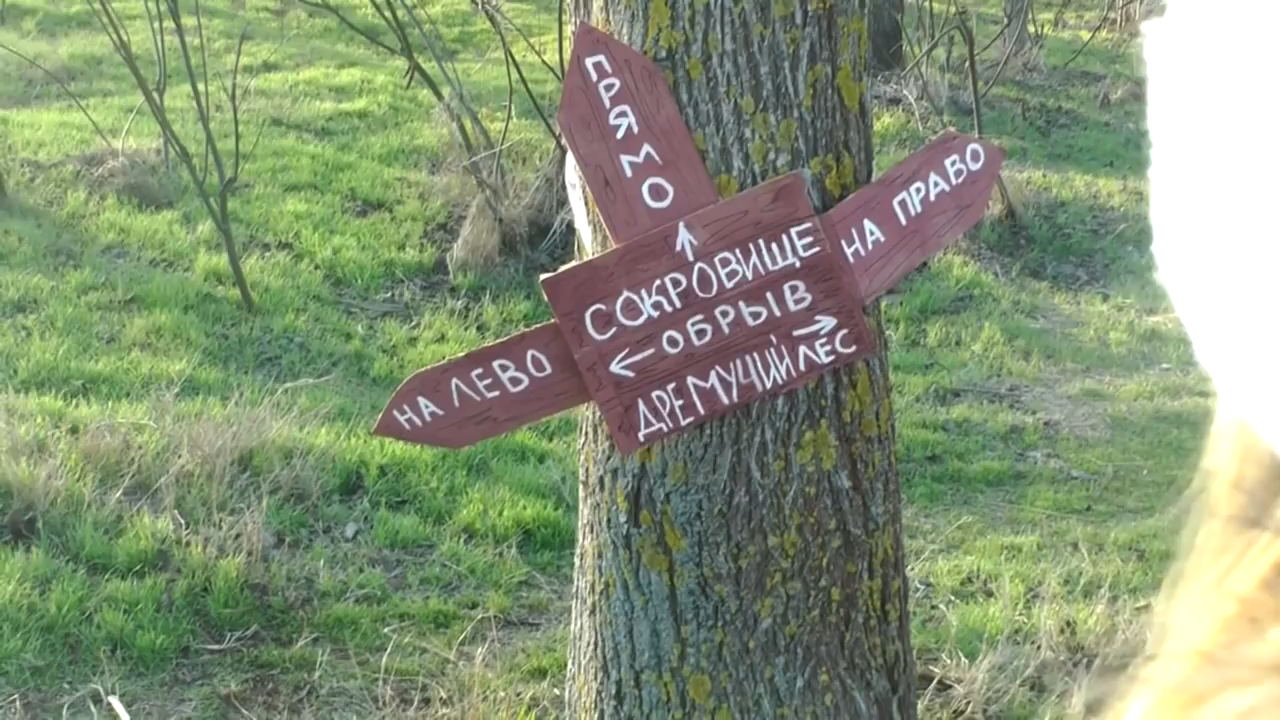 ПРЯМО
НА ПРАВО
↑
СОКРОВИЩЕ
← ОБРЫВ
ДРЕМУЧИЙ ЛЕС →
НА ЛЕВО